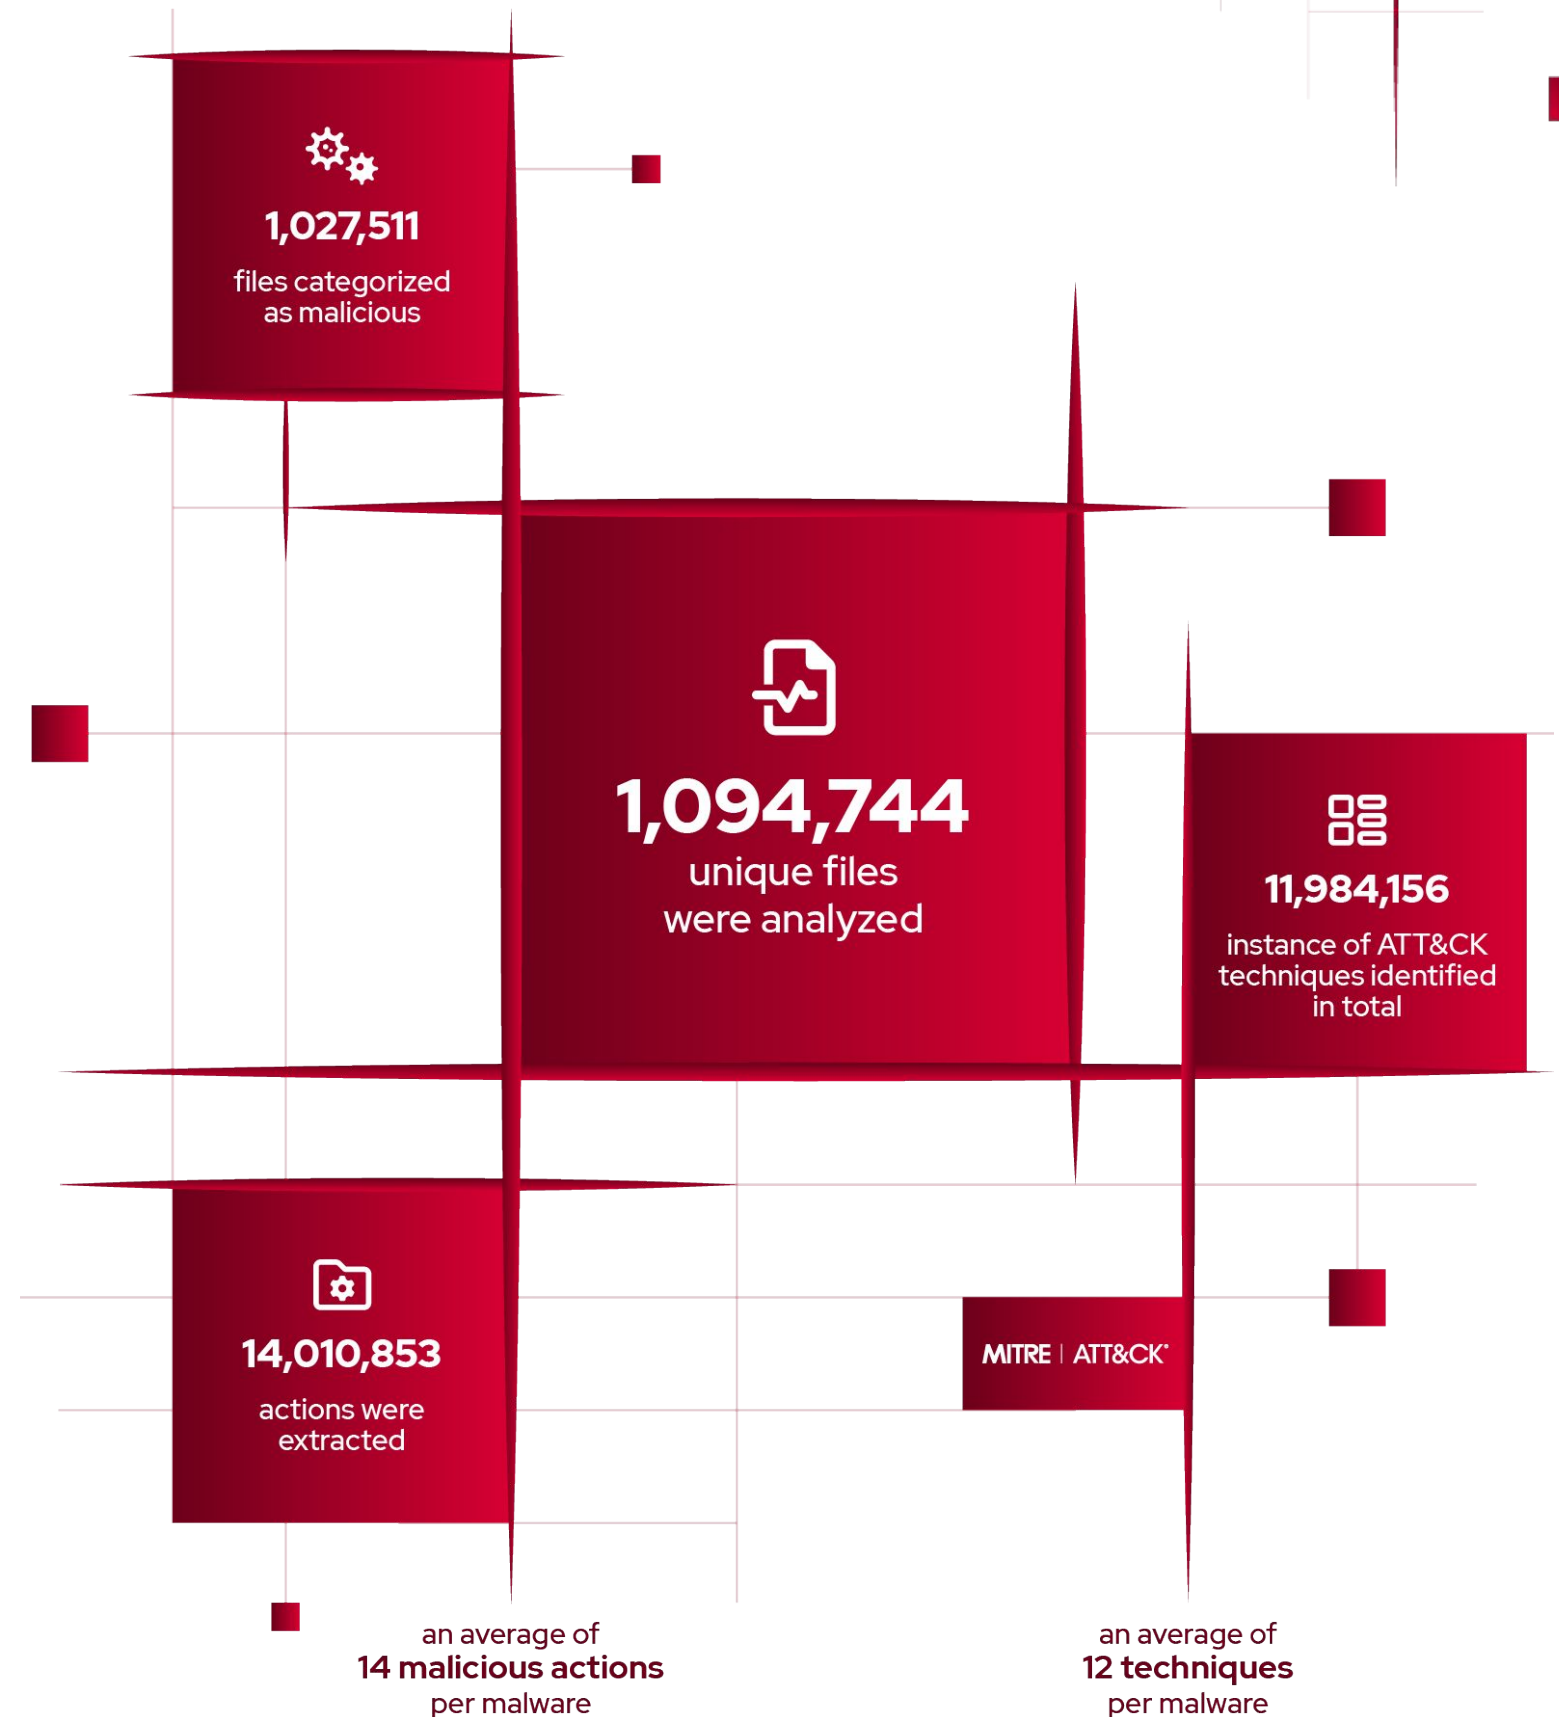 1,027,511
files categorized
as malicious
1,094,744
unique files
were analyzed
11,984,156
instance of ATT&CK
techniques identified
in total
14,010,853
actions were
extracted
MITRE | ATT&CK®
an average of
14 malicious actions
per malware
an average of
12 techniques
per malware